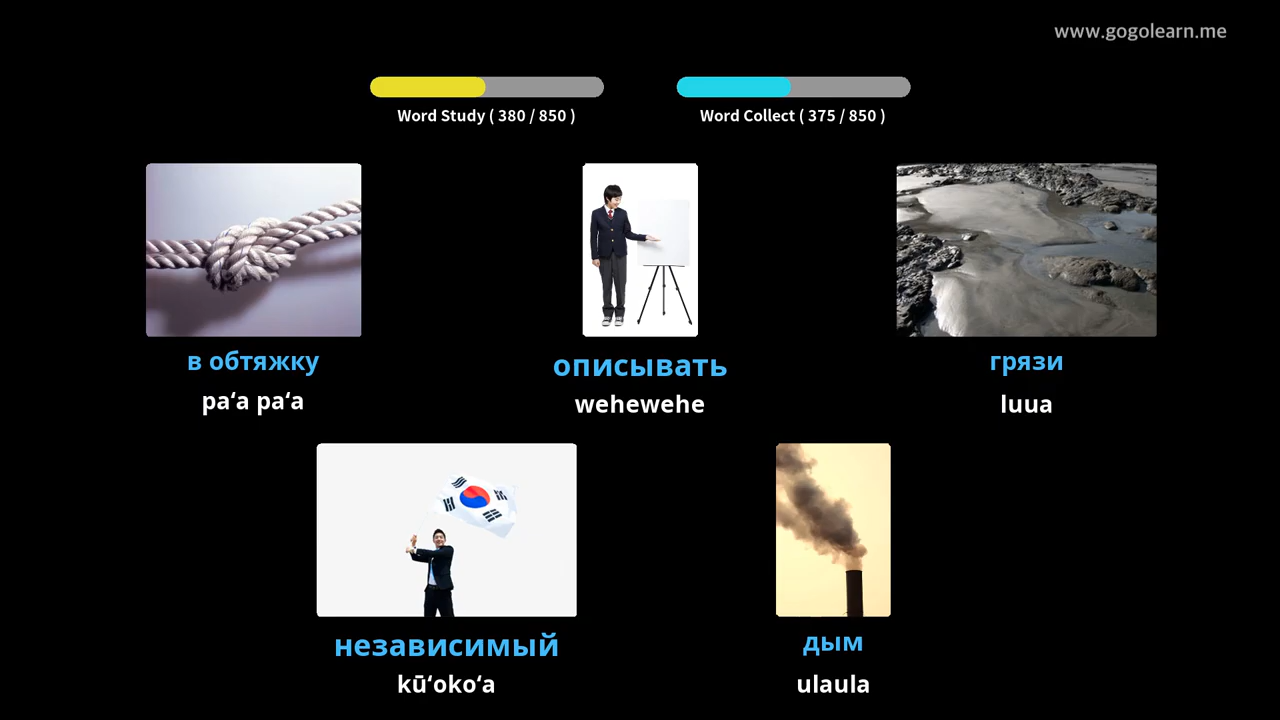 www.gogolearn.me
Word Study ( 380 / 850 )
Word Collect ( 375 / 850 )
в обтяжку
paʻa paʻa
описывать
wehewehe
грязи
luua
независимый
kūʻokoʻa
дым
ulaula